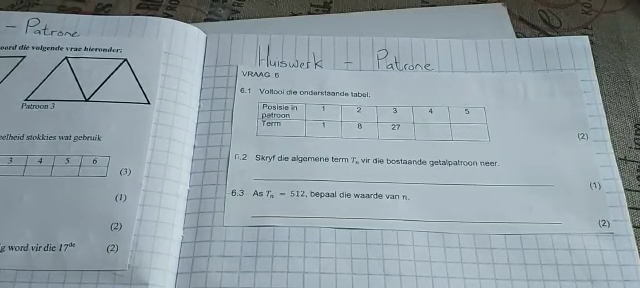 - Patrone
oord die volgende vrae hieronder:
Patroon 3
eelheid stokkies wat gebruik
3 4 5 6
(3)
(1)
(2)
g word vir die 17de (2)
Huiswerk - Patrone
VRAAG 6
6.1 Voltooi die onderstaande tabel:
Posisie in patroon 1 2 3 4 5
Term 1 8 27
(2)
6.2 Skryf die algemene term Tn vir die bostaande getalpatroon neer.
(1)
6.3 As Tn = 512, bepaal die waarde van n.
(2)